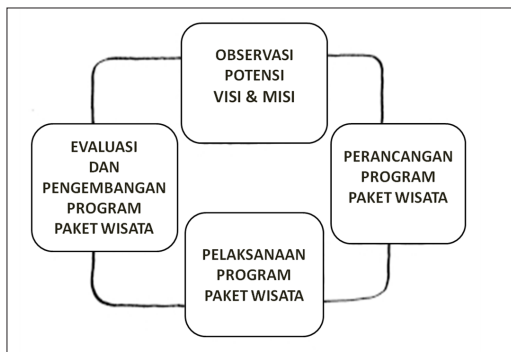 OBSERVASI
POTENSI
VISI & MISI
EVALUASI
DAN
PENGEMBANGAN
PROGRAM
PAKET WISATA
PERANCANGAN
PROGRAM
PAKET WISATA
PELAKSANAAN
PROGRAM
PAKET WISATA